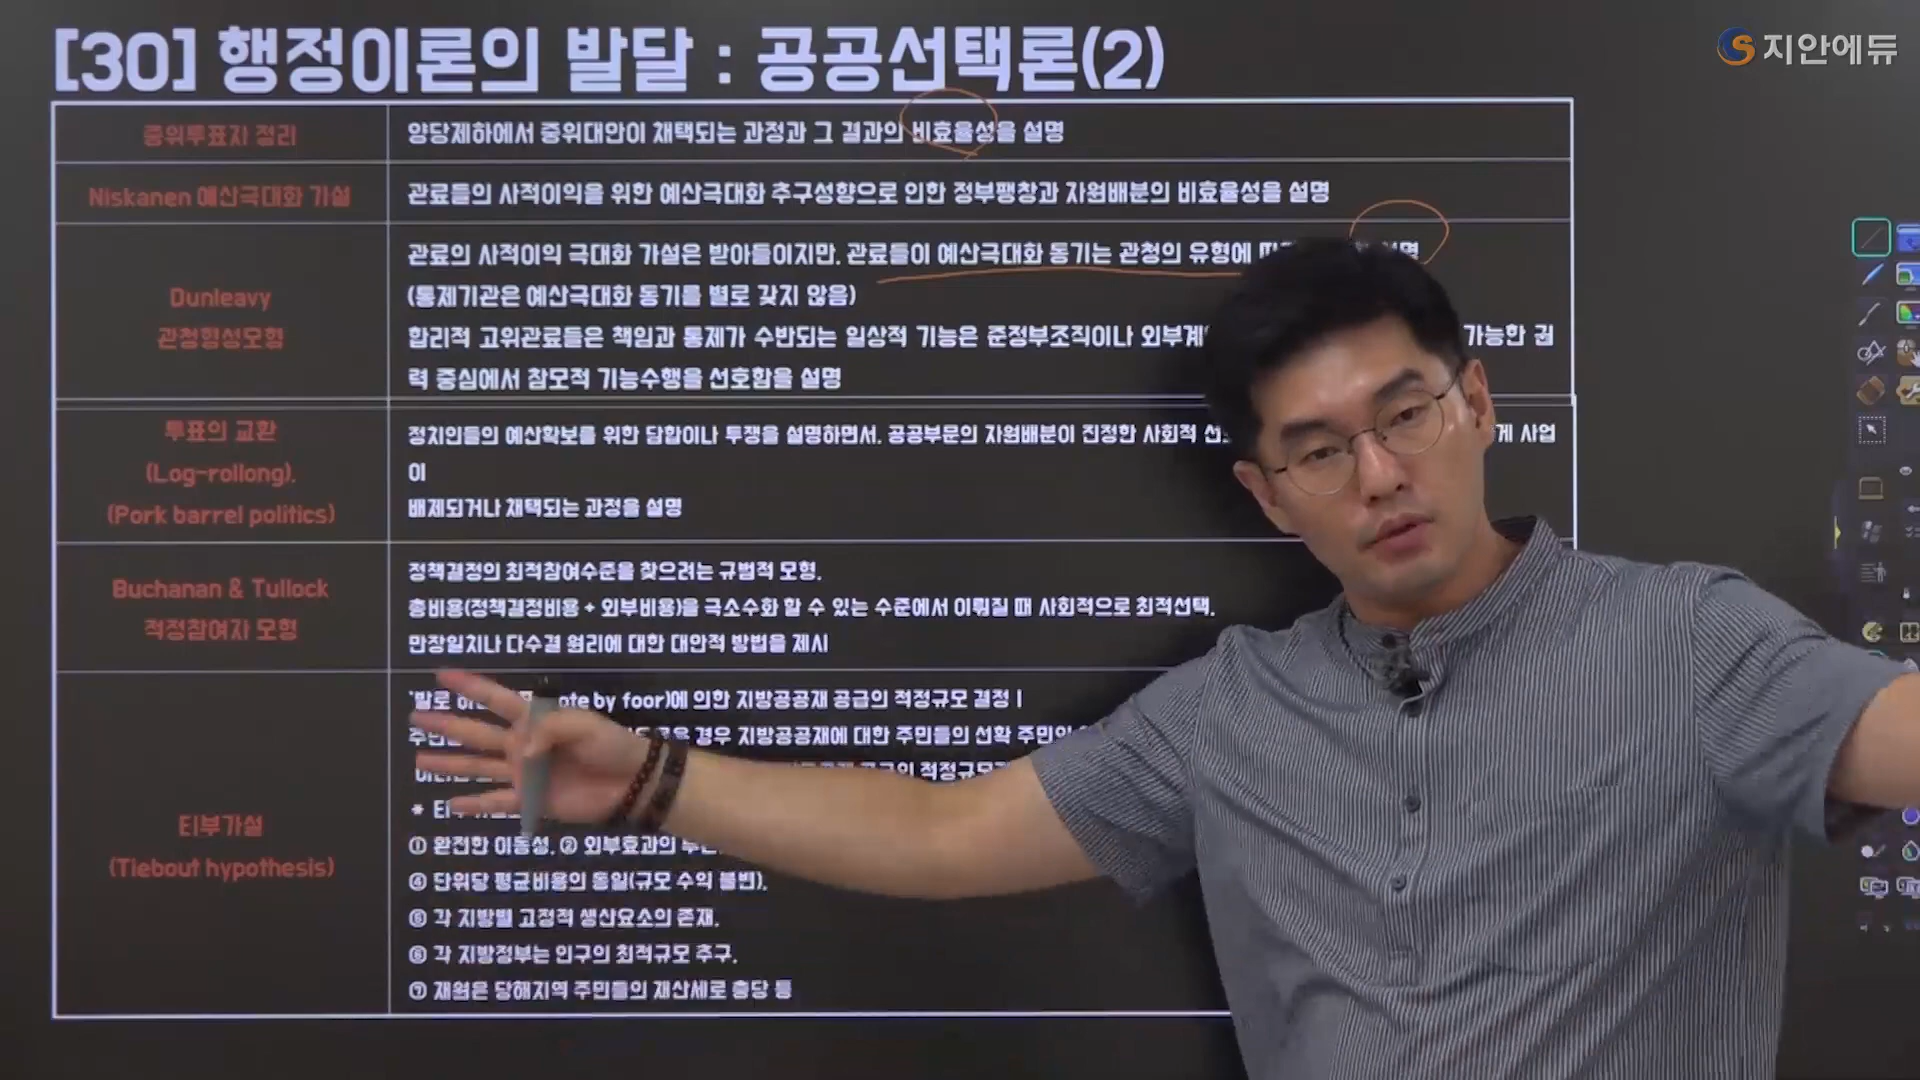 [30] 행정이론의 발달 : 공공선택론(2)
지안에듀
중위투표자 정리
양당제하에서 중위대안이 채택되는 과정과 그 결과의 비효율성을 설명
Niskanen 예산극대화 가설
관료들의 사적이익을 위한 예산극대화 추구성향으로 인한 정부팽창과 자원배분의 비효율성을 설명
Dunleavy
관청형성모형
관료의 사적이익 극대화 가설은 받아들이지만, 관료들이 예산극대화 동기는 관청의 유형에
(통제기관은 예산극대화 동기를 별로 갖지 않음)
합리적 고위관료들은 책임과 통제가 수반되는 일상적 기능은 준정부조직이나 가능한 권
력 중심에서 참모적 기능수행을 선호함을 설명
투표의 교환
(Log-rollong),
(Pork barrel politics)
정치인들의 예산확보를 위한 담합이나 투쟁을 설명하면서, 공공부문의 자원배분이 진정한 사회적 사업
이
배제되거나 채택되는 과정을 설명
Buchanan & Tullock
적정참여자 모형
정책결정의 최적참여수준을 찾으려는 규범적 모형.
총비용(정책결정비용 + 외부비용)을 극소수화 할 수 있는 수준에서 이뤄질 때 사회적으로 최적선택.
만장일치나 다수결 원리에 대한 대안적 방법을 제시
티부가설
(Tiebout hypothesis)
'발로 by foor)에 의한 지방공공재 공급의 적정규모 결정ㅣ
경우 지방공공재에 대한 주민들의 선확
적정규모
*
① 완전한 이동성, ② 외부효과의
④ 단위당 평균비용의 동일(규모 수익 불변),
⑤ 각 지방별 고정적 생산요소의 존재,
⑥ 각 지방정부는 인구의 최적규모 추구,
⑦ 재원은 당해지역 주민들의 재산세로 충당 등